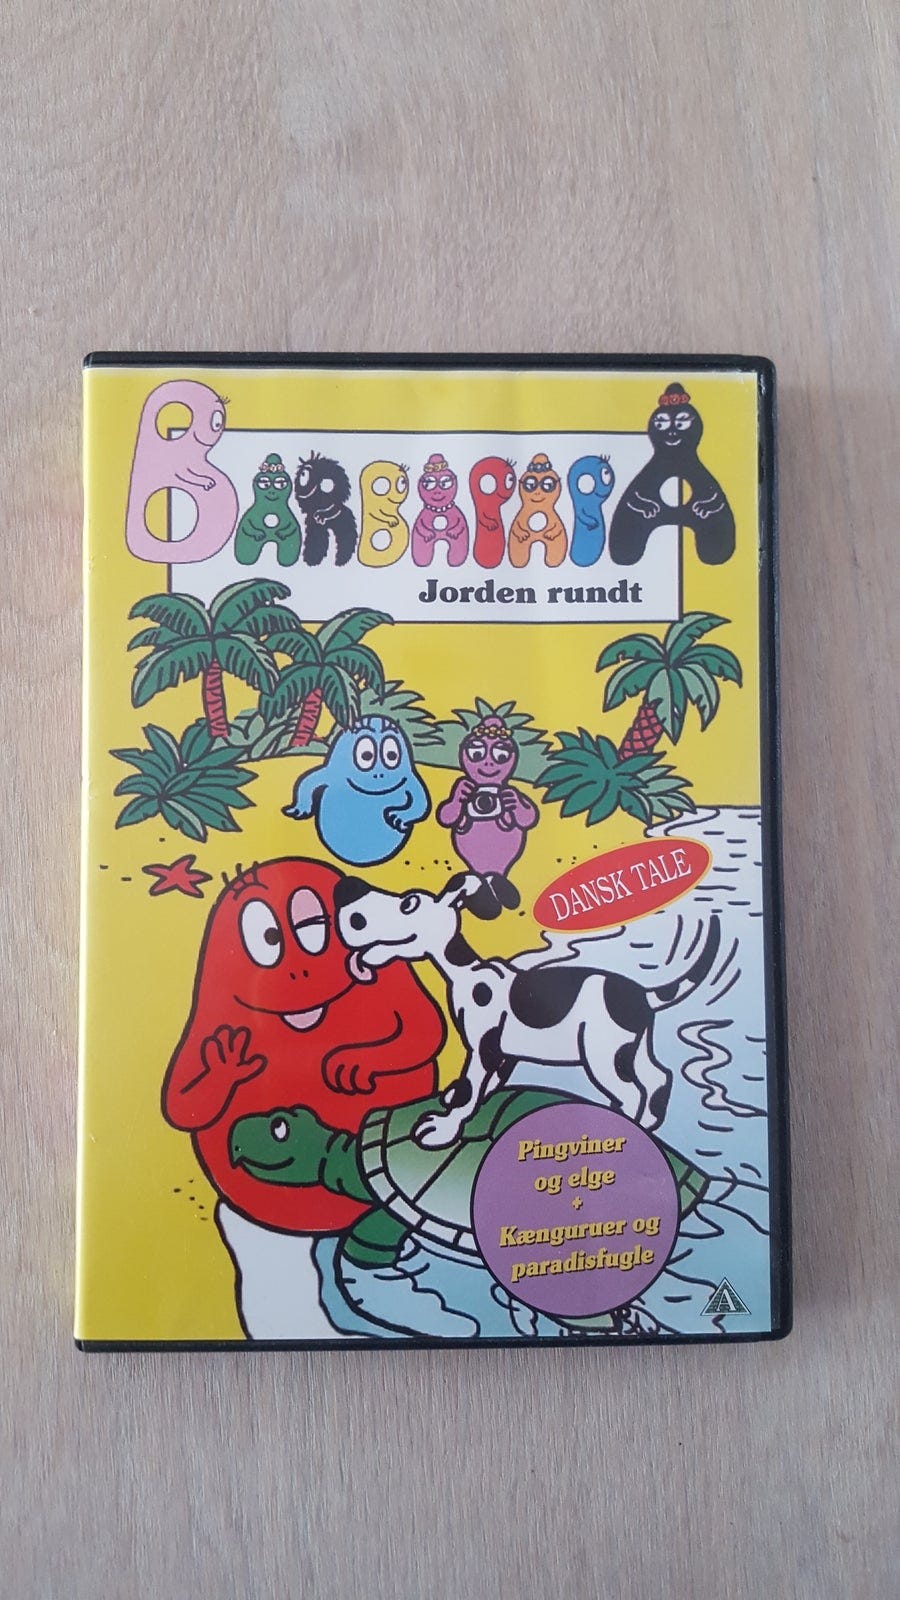 BARBAPAPA
Jorden rundt
DANSK TALE
Pingviner
og elge
+
Kænguruer og
paradisfugle
A